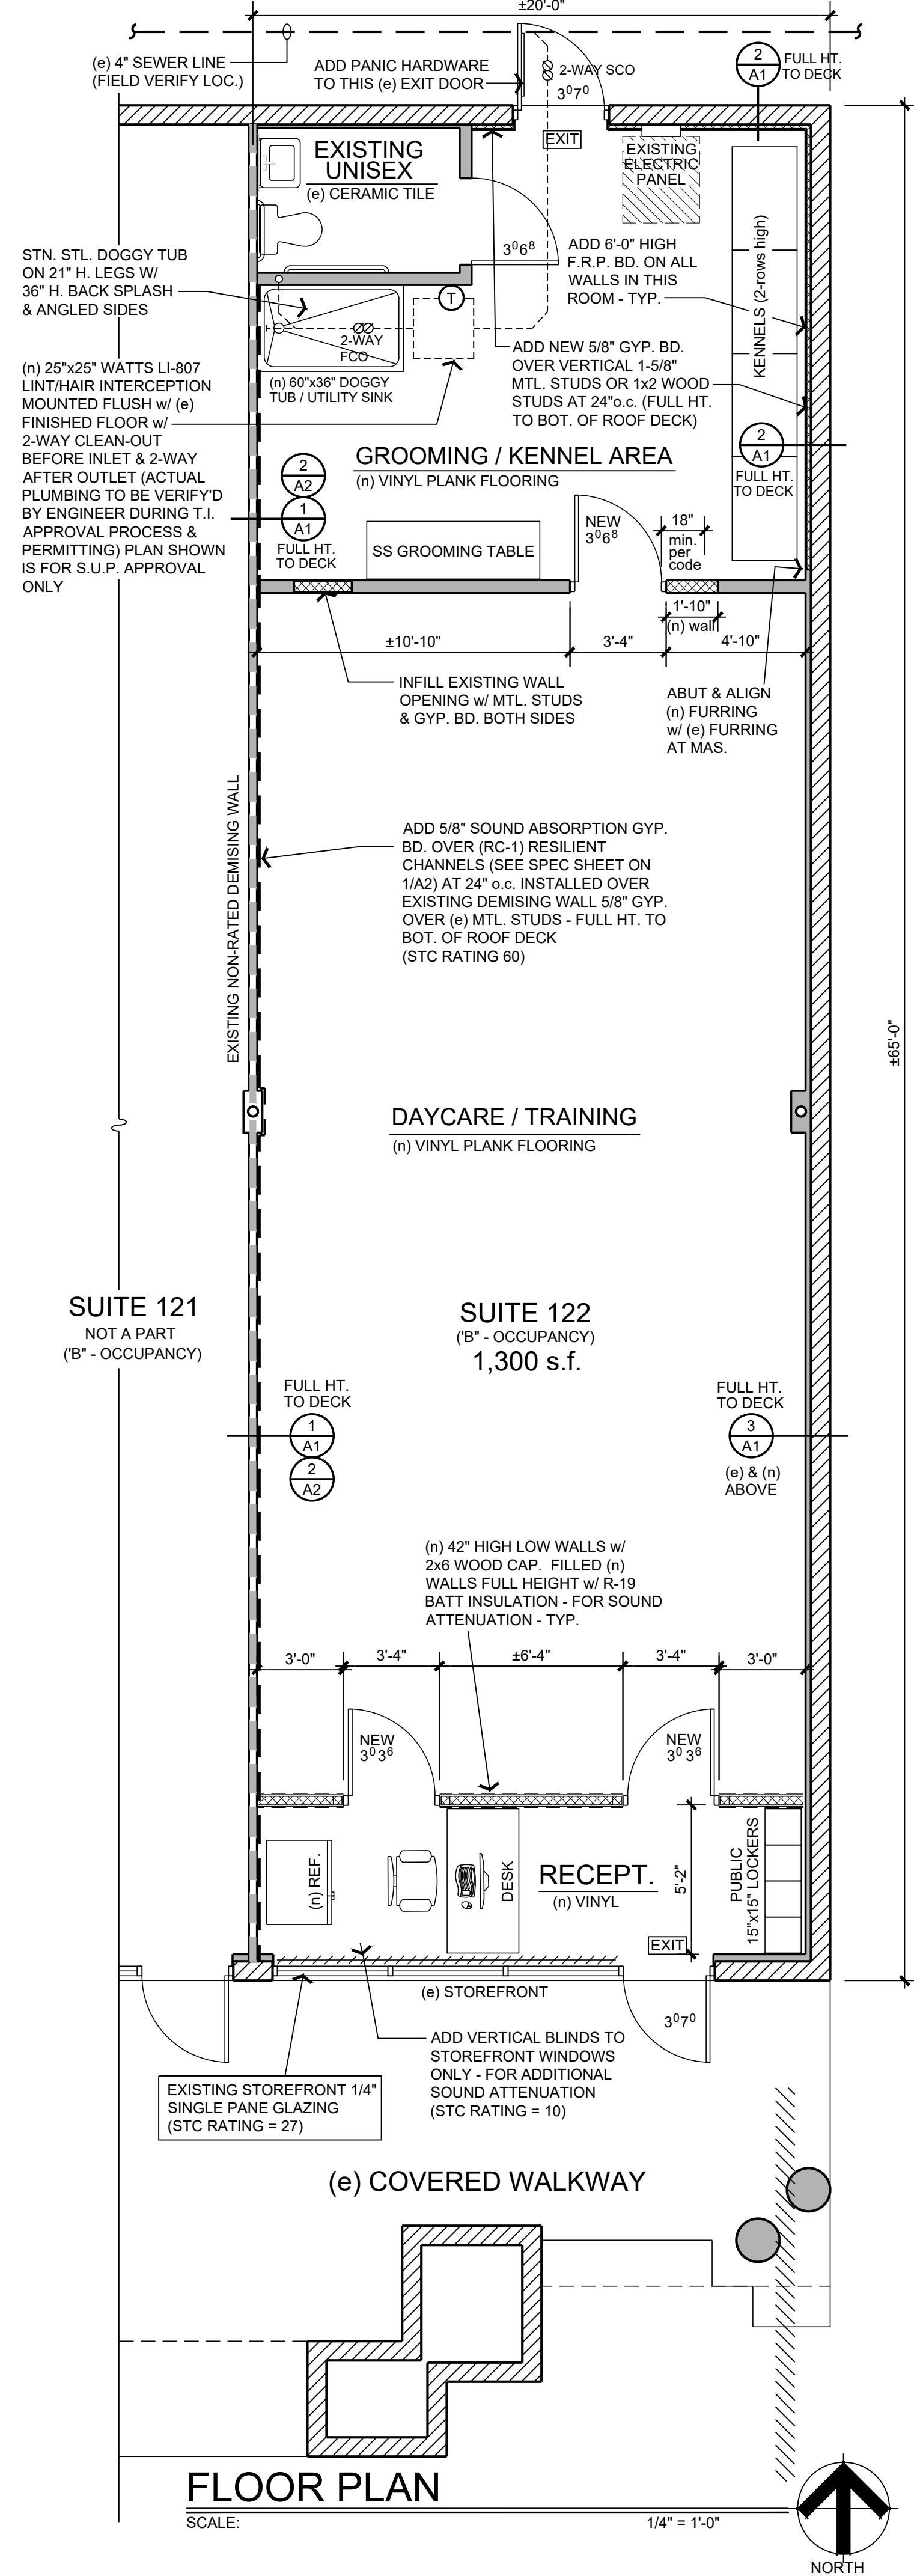 ±20'-0"
(e) 4" SEWER LINE
(FIELD VERIFY LOC.)
ADD PANIC HARDWARE
TO THIS (e) EXIT DOOR
2-WAY SCO
3⁰7⁰
2
A1
FULL HT.
TO DECK
EXIT
EXISTING
UNISEX
(e) CERAMIC TILE
EXISTING
ELECTRIC
PANEL
3⁰6⁸
STN. STL. DOGGY TUB
ON 21" H. LEGS W/
36" H. BACK SPLASH
& ANGLED SIDES
ADD 6'-0" HIGH
F.R.P. BD. ON ALL
WALLS IN THIS
ROOM - TYP.
KENNELS (2-rows high)
T
2-WAY
FCO
(n) 60"x36" DOGGY
TUB / UTILITY SINK
ADD NEW 5/8" GYP. BD.
OVER VERTICAL 1-5/8"
MTL. STUDS OR 1x2 WOOD
STUDS AT 24"o.c. (FULL HT.
TO BOT. OF ROOF DECK)
(n) 25"x25" WATTS LI-807
LINT/HAIR INTERCEPTION
MOUNTED FLUSH w/ (e)
FINISHED FLOOR w/
2-WAY CLEAN-OUT
BEFORE INLET & 2-WAY
AFTER OUTLET (ACTUAL
PLUMBING TO BE VERIFY'D
BY ENGINEER DURING T.I.
APPROVAL PROCESS &
PERMITTING) PLAN SHOWN
IS FOR S.U.P. APPROVAL
ONLY
2
A1
FULL HT.
TO DECK
GROOMING / KENNEL AREA
(n) VINYL PLANK FLOORING
2
A2
1
A1
FULL HT.
TO DECK
SS GROOMING TABLE
NEW
3⁰6⁸
18"
min.
per
code
1'-10"
(n) wall
±10'-10"
3'-4"
4'-10"
INFILL EXISTING WALL
OPENING w/ MTL. STUDS
& GYP. BD. BOTH SIDES
ABUT & ALIGN
(n) FURRING
w/ (e) FURRING
AT MAS.
EXISTING NON-RATED DEMISING WALL
ADD 5/8" SOUND ABSORPTION GYP.
BD. OVER (RC-1) RESILIENT
CHANNELS (SEE SPEC SHEET ON
1/A2) AT 24" o.c. INSTALLED OVER
EXISTING DEMISING WALL 5/8" GYP.
OVER (e) MTL. STUDS - FULL HT. TO
BOT. OF ROOF DECK
(STC RATING 60)
±65'-0"
DAYCARE / TRAINING
(n) VINYL PLANK FLOORING
SUITE 121
NOT A PART
('B" - OCCUPANCY)
SUITE 122
('B" - OCCUPANCY)
1,300 s.f.
FULL HT.
TO DECK
1
A1
2
A2
FULL HT.
TO DECK
3
A1
(e) & (n)
ABOVE
(n) 42" HIGH LOW WALLS w/
2x6 WOOD CAP.  FILLED (n)
WALLS FULL HEIGHT w/ R-19
BATT INSULATION - FOR SOUND
ATTENUATION - TYP.
3'-0"
3'-4"
±6'-4"
3'-4"
3'-0"
NEW
3⁰ 3⁶
NEW
3⁰ 3⁶
(n) REF.
DESK
RECEPT.
(n) VINYL
5'-2"
PUBLIC
15"x15" LOCKERS
EXIT
(e) STOREFRONT
3⁰7⁰
ADD VERTICAL BLINDS TO
STOREFRONT WINDOWS
ONLY - FOR ADDITIONAL
SOUND ATTENUATION
(STC RATING = 10)
EXISTING STOREFRONT 1/4"
SINGLE PANE GLAZING
(STC RATING = 27)
(e) COVERED WALKWAY
FLOOR PLAN
SCALE:
1/4" = 1'-0"
NORTH